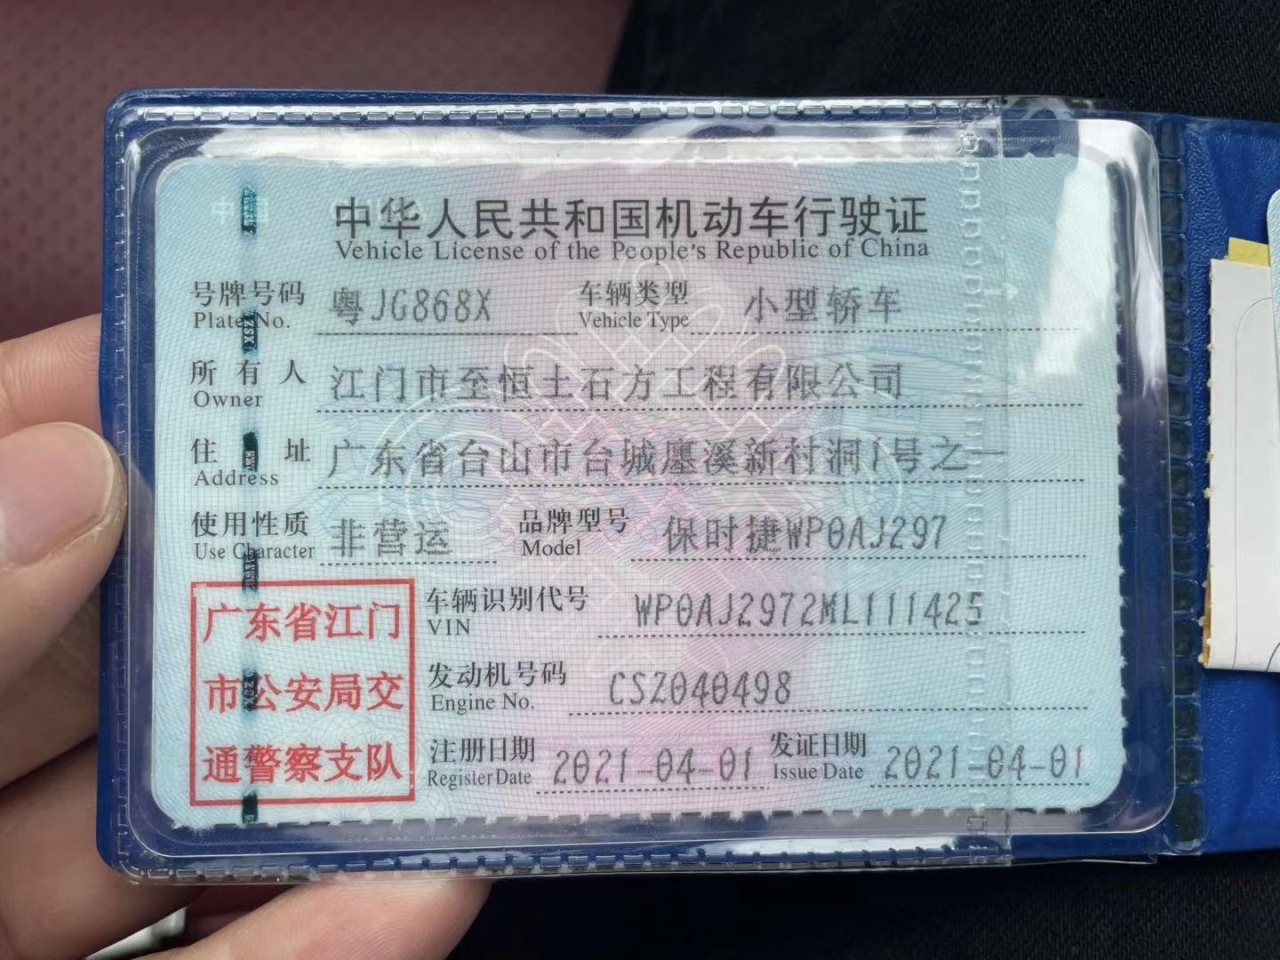 中华人民共和国机动车行驶证
Vehicle License of the People's Republic of China
号牌号码 粤JG868X 车辆类型 小型轿车
Plate No. Vehicle Type
所有人 江门市至恒土石方工程有限公司
Owner
住址 广东省台山市台城鏖溪新村洞1号之一
Address
使用性质 非营运 品牌型号 保时捷WP0AJ297
Use Character Model
车辆识别代号 WP0AJ2972ML111425
VIN
发动机号码 CSZ040498
Engine No.
注册日期 2021-04-01 发证日期 2021-04-01
Register Date Issue Date
广东省江门
市公安局交
通警察支队